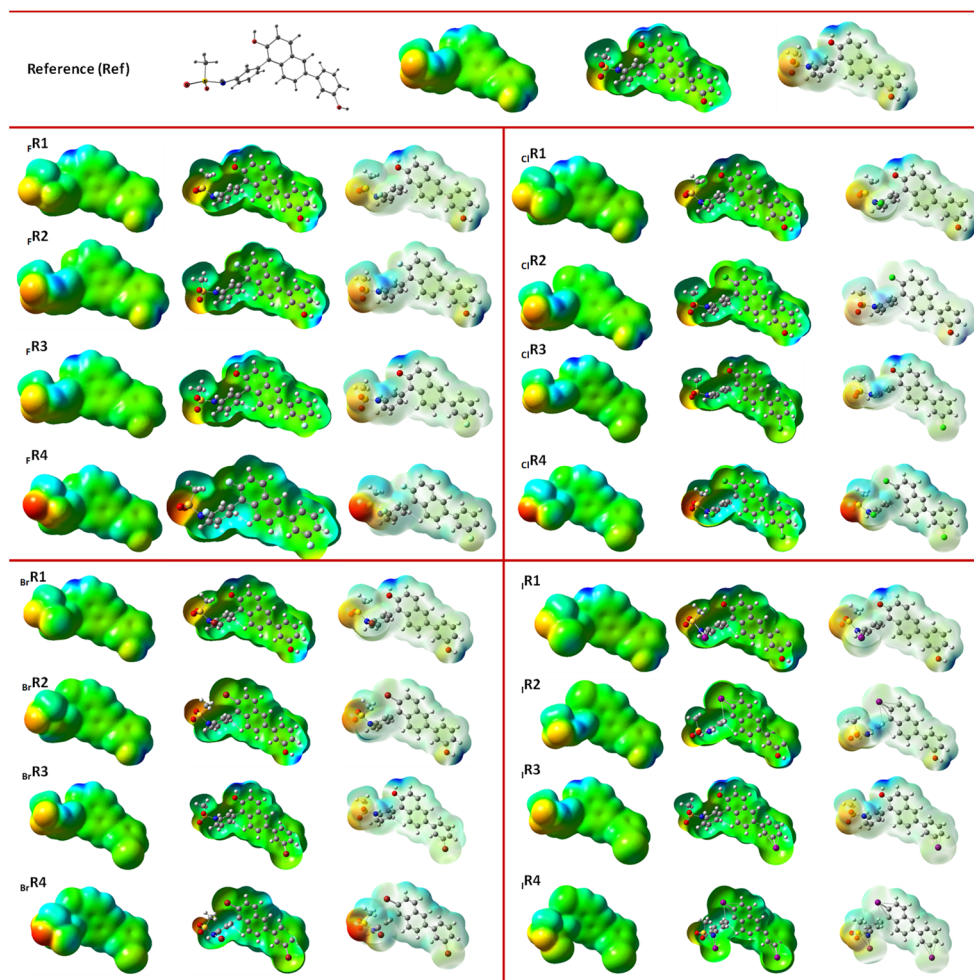 Reference (Ref)
FR1
FR2
FR3
FR4
ClR1
ClR2
ClR3
ClR4
BrR1
BrR2
BrR3
BrR4
IR1
IR2
IR3
IR4